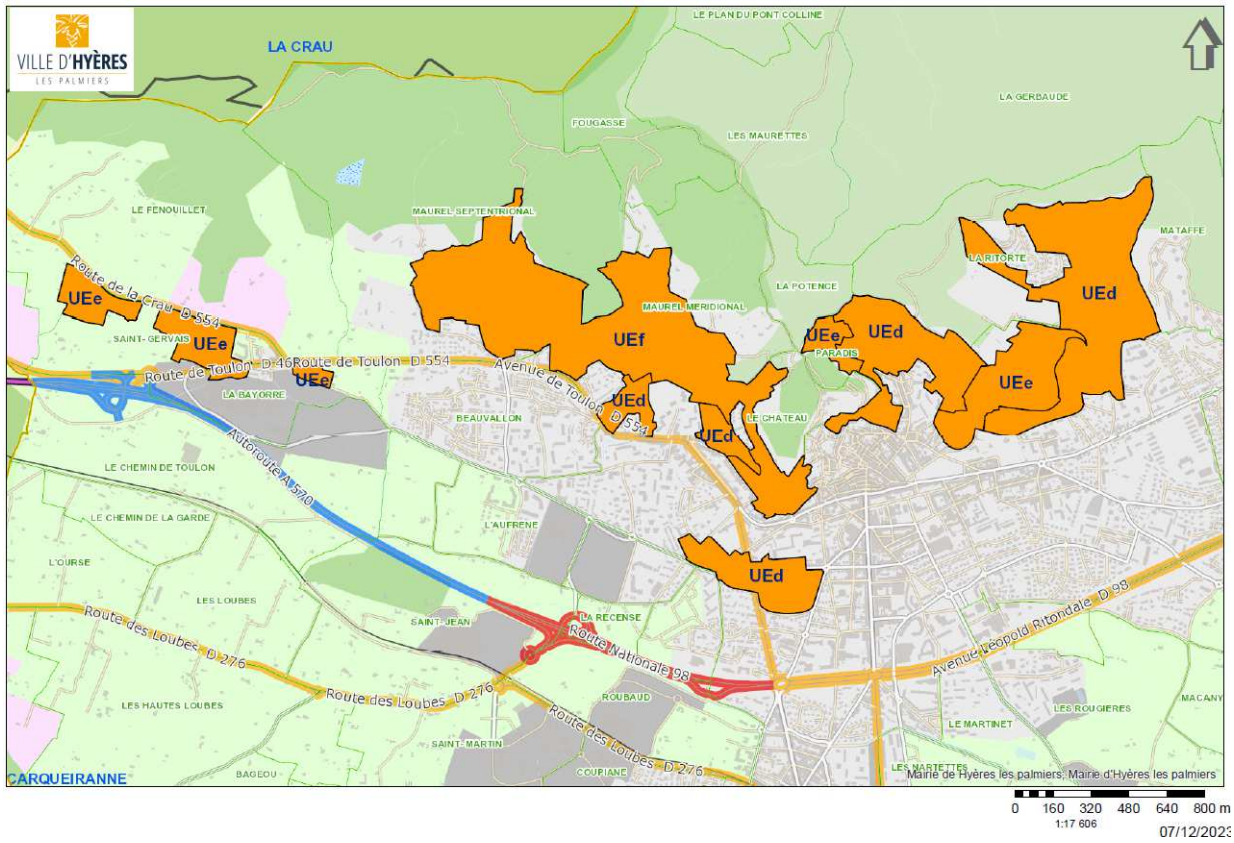 VILLE D'HYÈRES
LES PALMIERS
LA CRAU
LE PLAN DU PONT COLLINE
LA GERBAUDE
FOUGASSE
LES MAURETTES
LE FENOUILLET
MAUREL SEPTENTRIONAL
MATAFFE
LA RITORTE
Route de la Crau D 554
UEe
LA POTENCE
UEd
MAUREL MERIDIONAL
SAINT-GERVAIS
UEe
UEf
UEe
UEd
PARADIS
Route de Toulon D 46
Route de Toulon D 554
UEe
UEe
Avenue de Toulon D 554
LA BAYORRE
UEd
BEAUVALLON
LE CHATEAU
UEd
Autoroute A 570
LE CHEMIN DE TOULON
LE CHEMIN DE LA GARDE
L'AUFRENE
L'OURSE
UEd
LES LOUBES
Route des Loubes D 276
SAINT-JEAN
LA RECENSE
Route Nationale 98
Avenue Léopold Ritondale D 98
Route des Loubes D 276
ROUBAUD
LES HAUTES LOUBES
MACANY
LES ROUGIERES
LE MARTINET
Route des Loubes D 276
SAINT-MARTIN
LES NARTETTES
BAGEOU
COUPIANE
CARQUEIRANNE
Mairie de Hyères les palmiers, Mairie d'Hyères les palmiers
0 160 320 480 640 800 m
1:17 606
07/12/2023